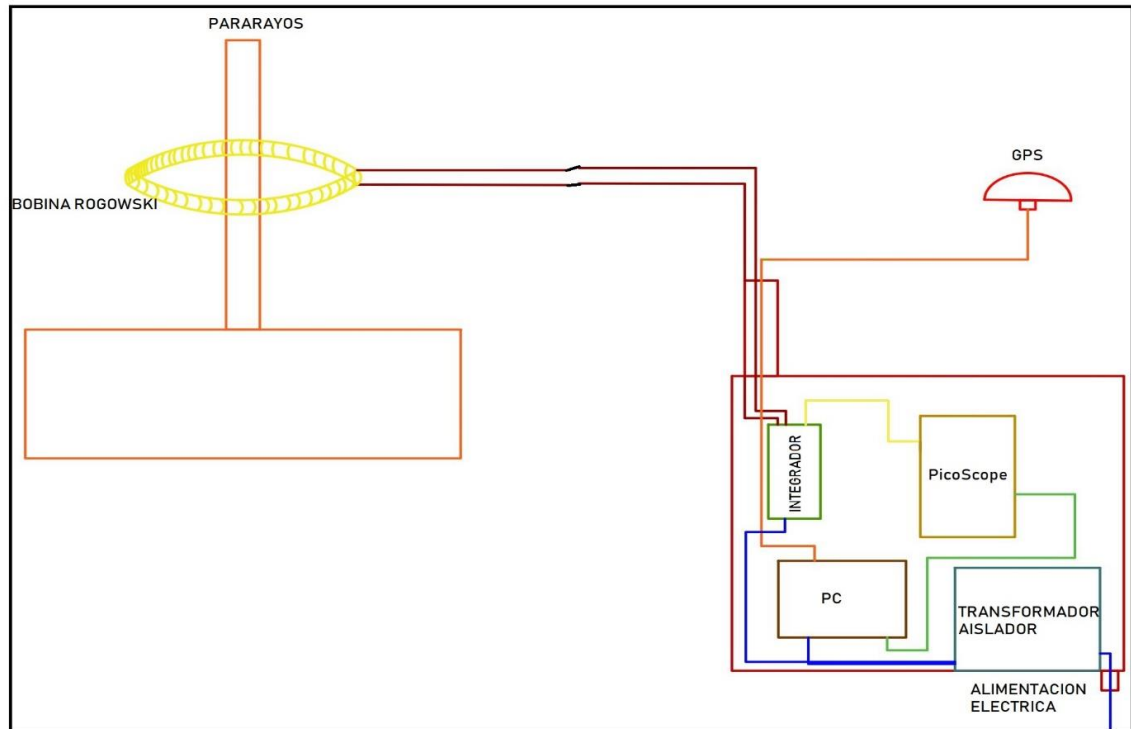 PARARAYOS
BOBINA ROGOWSKI
GPS
INTEGRADOR
PicoScope
PC
TRANSFORMADOR
AISLADOR
ALIMENTACION
ELECTRICA